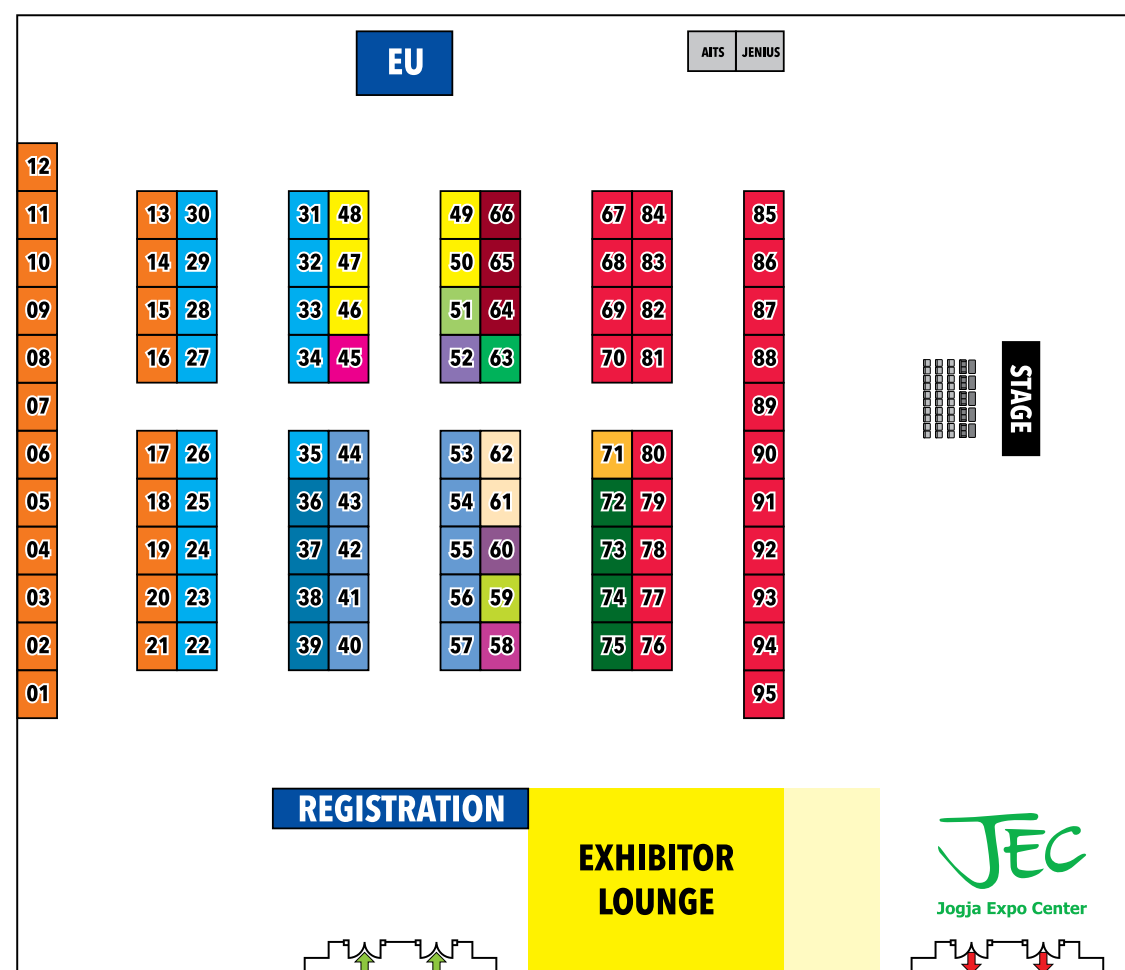 EU
AITS JENIUS
12
11 13 30 31 48 49 66 67 84 85
10 14 29 32 47 50 65 68 83 86
09 15 28 33 46 51 64 69 82 87
08 16 27 34 45 52 63 70 81 88
STAGE
07 89
06 17 26 35 44 53 62 71 80 90
05 18 25 36 43 54 61 72 79 91
04 19 24 37 42 55 60 73 78 92
03 20 23 38 41 56 59 74 77 93
02 21 22 39 40 57 58 75 76 94
01 95
REGISTRATION
EXHIBITOR
LOUNGE
JEC
Jogja Expo Center